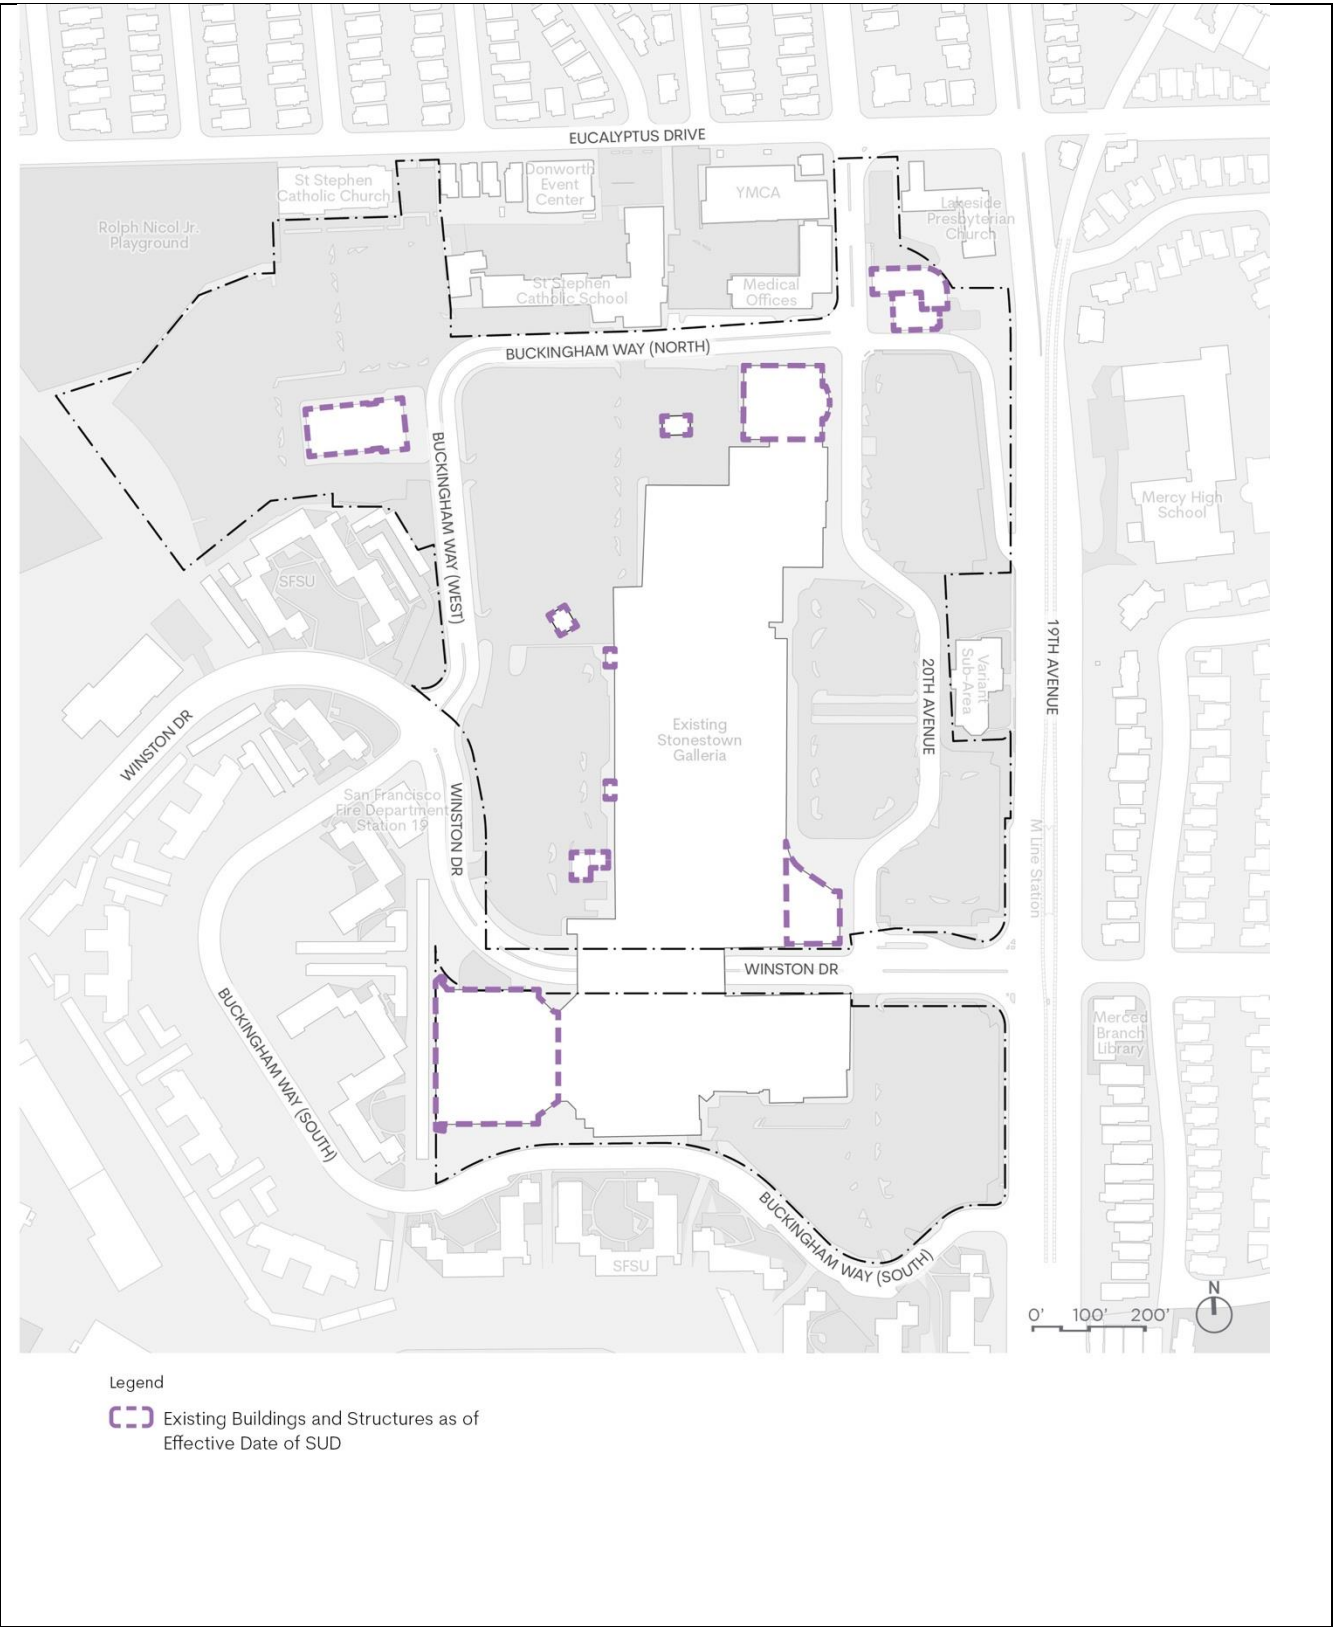 EUCALYPTUS DRIVE
Donworth
Event
Center
St Stephen
Catholic Church
YMCA
Lakeside
Presbyterian
Church
Rolph Nicol Jr.
Playground
St Stephen
Catholic School
Medical
Offices
BUCKINGHAM WAY (NORTH)
BUCKINGHAM WAY (WEST)
Mercy High
School
SFSU
19TH AVENUE
20TH AVENUE
Variant
Sub-Area
Existing
Stonestown
Galleria
WINSTON DR
San Francisco
Fire Department
Station 19
WINSTON DR
M Line Station
WINSTON DR
BUCKINGHAM WAY (SOUTH)
Merced
Branch
Library
BUCKINGHAM WAY (SOUTH)
SFSU
N
0' 100' 200'
Legend
Existing Buildings and Structures as of
Effective Date of SUD